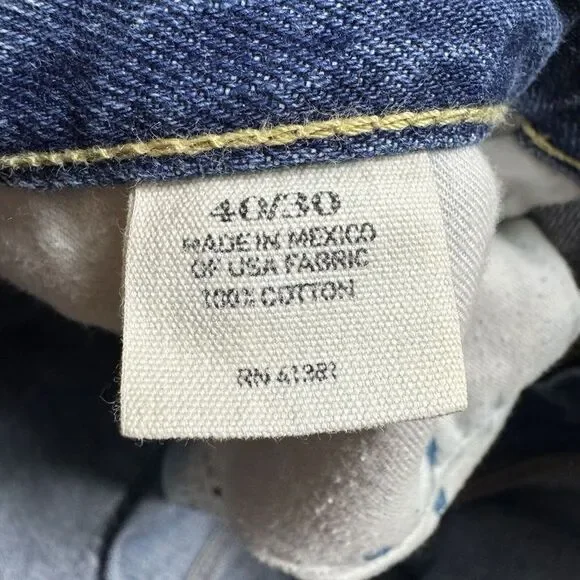 40/30
MADE IN MEXICO
OF USA FABRIC
100% COTTON
RN 41381